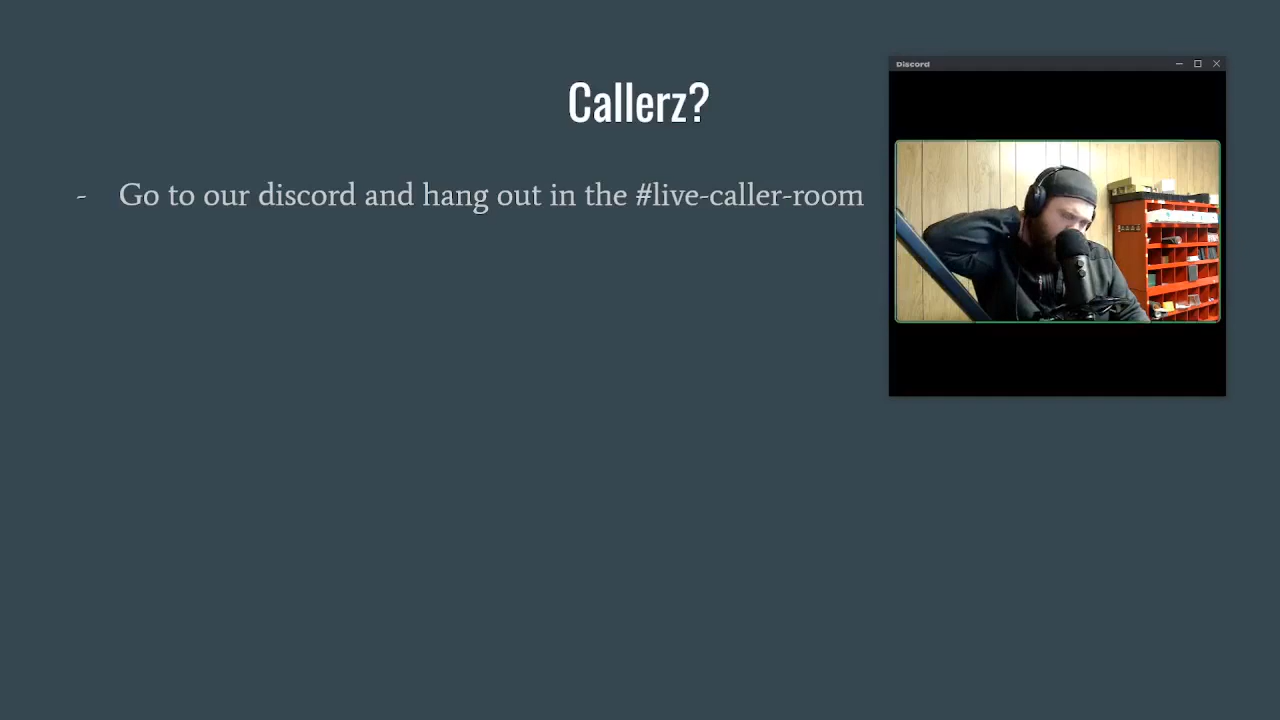 Discord
Callerz?
- Go to our discord and hang out in the #live-caller-room